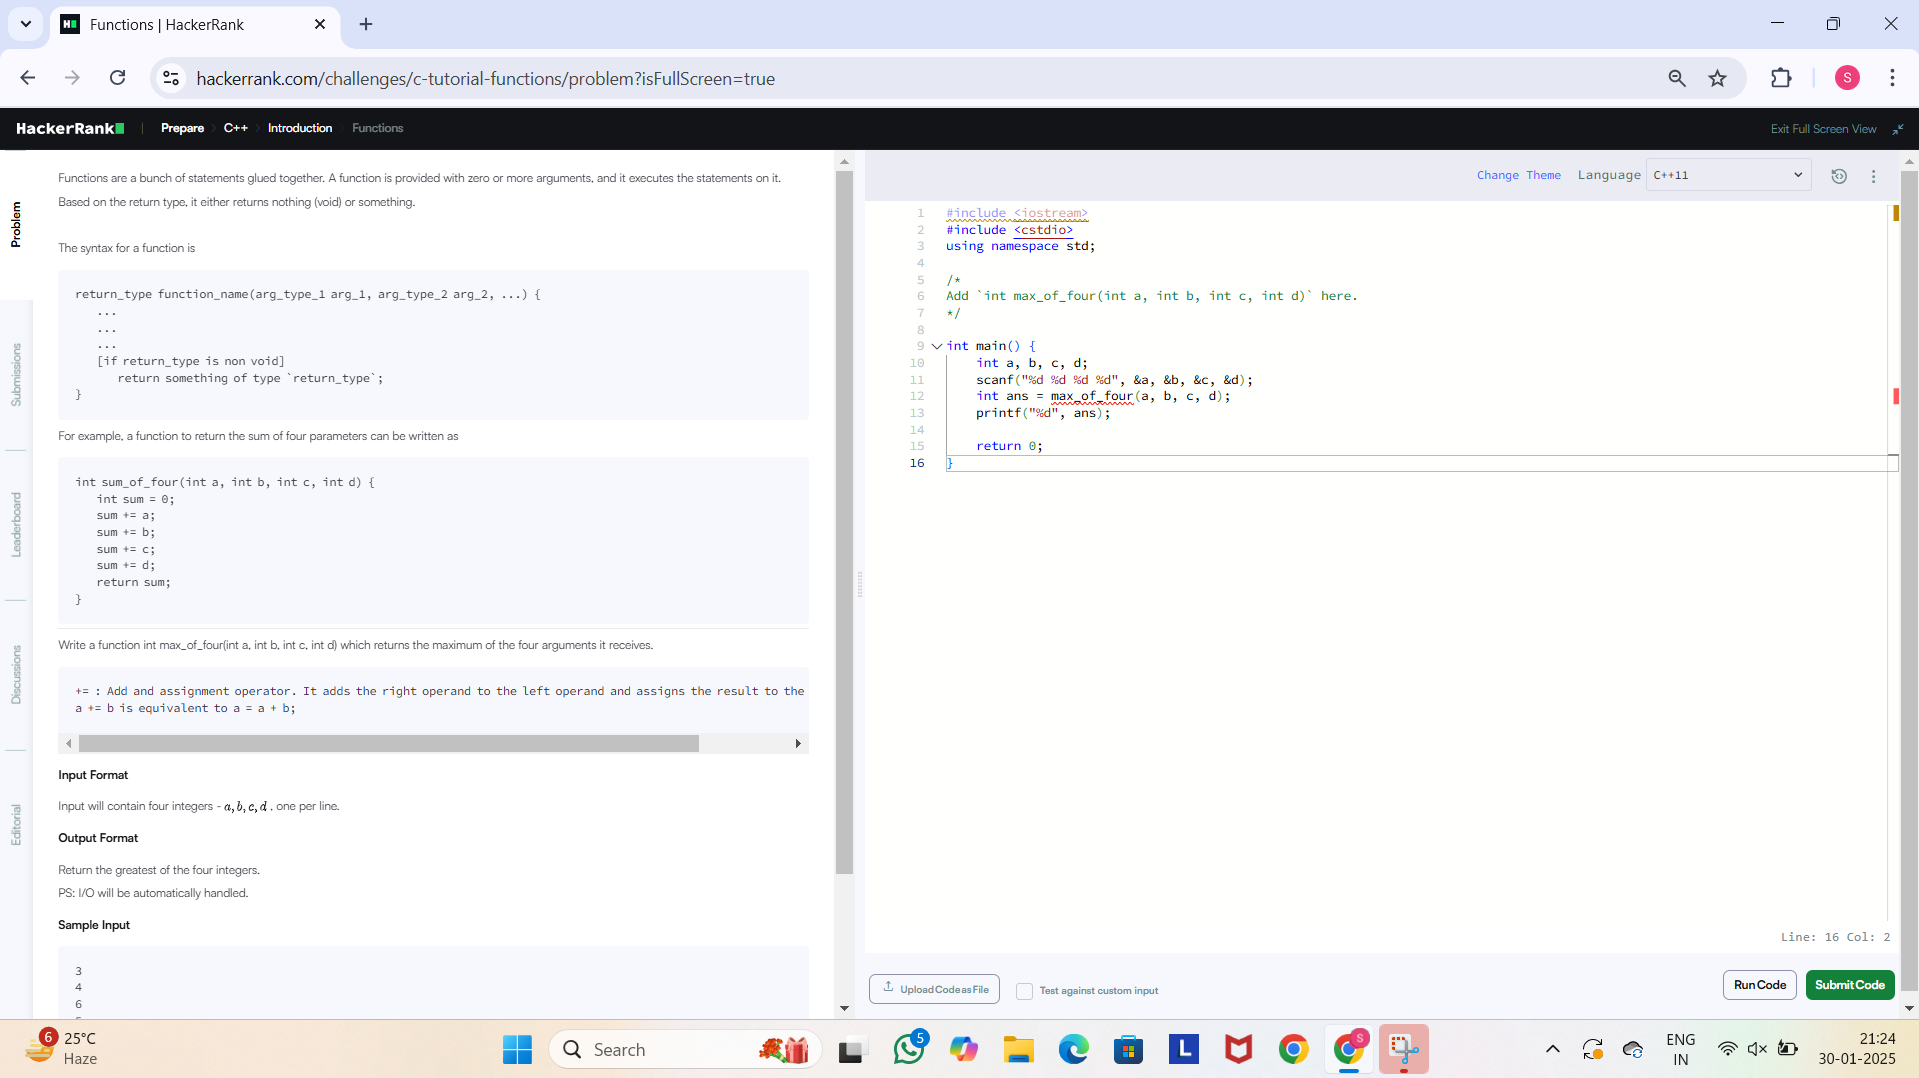 Functions | HackerRank
hackerrank.com/challenges/c-tutorial-functions/problem?isFullScreen=true
S
HackerRank
Prepare
C++
Introduction
Functions
Exit Full Screen View
Problem
Submissions
Leaderboard
Discussions
Editorial
Functions are a bunch of statements glued together. A function is provided with zero or more arguments, and it executes the statements on it.
Based on the return type, it either returns nothing (void) or something.
The syntax for a function is
return_type function_name(arg_type_1 arg_1, arg_type_2 arg_2, ...) {
...
...
...
[if return_type is non void]
return something of type `return_type`;
}
For example, a function to return the sum of four parameters can be written as
int sum_of_four(int a, int b, int c, int d) {
int sum = 0;
sum += a;
sum += b;
sum += c;
sum += d;
return sum;
}
Write a function int max_of_four(int a, int b, int c, int d) which returns the maximum of the four arguments it receives.
+= : Add and assignment operator. It adds the right operand to the left operand and assigns the result to the
a += b is equivalent to a = a + b;
Input Format
Input will contain four integers - a, b, c, d . one per line.
Output Format
Return the greatest of the four integers.
PS: I/O will be automatically handled.
Sample Input
3
4
6
Change Theme Language C++11
1 #include <iostream>
2 #include <cstdio>
3 using namespace std;
4
5 /*
6 Add `int max_of_four(int a, int b, int c, int d)` here.
7 */
8
9 int main() {
10 int a, b, c, d;
11 scanf("%d %d %d %d", &a, &b, &c, &d);
12 int ans = max_of_four(a, b, c, d);
13 printf("%d", ans);
14
15 return 0;
16 }
Line: 16 Col: 2
Upload Code as File
Test against custom input
Run Code
Submit Code
6
25°C
Haze
Search
5
L
S
ENG
IN
21:24
30-01-2025